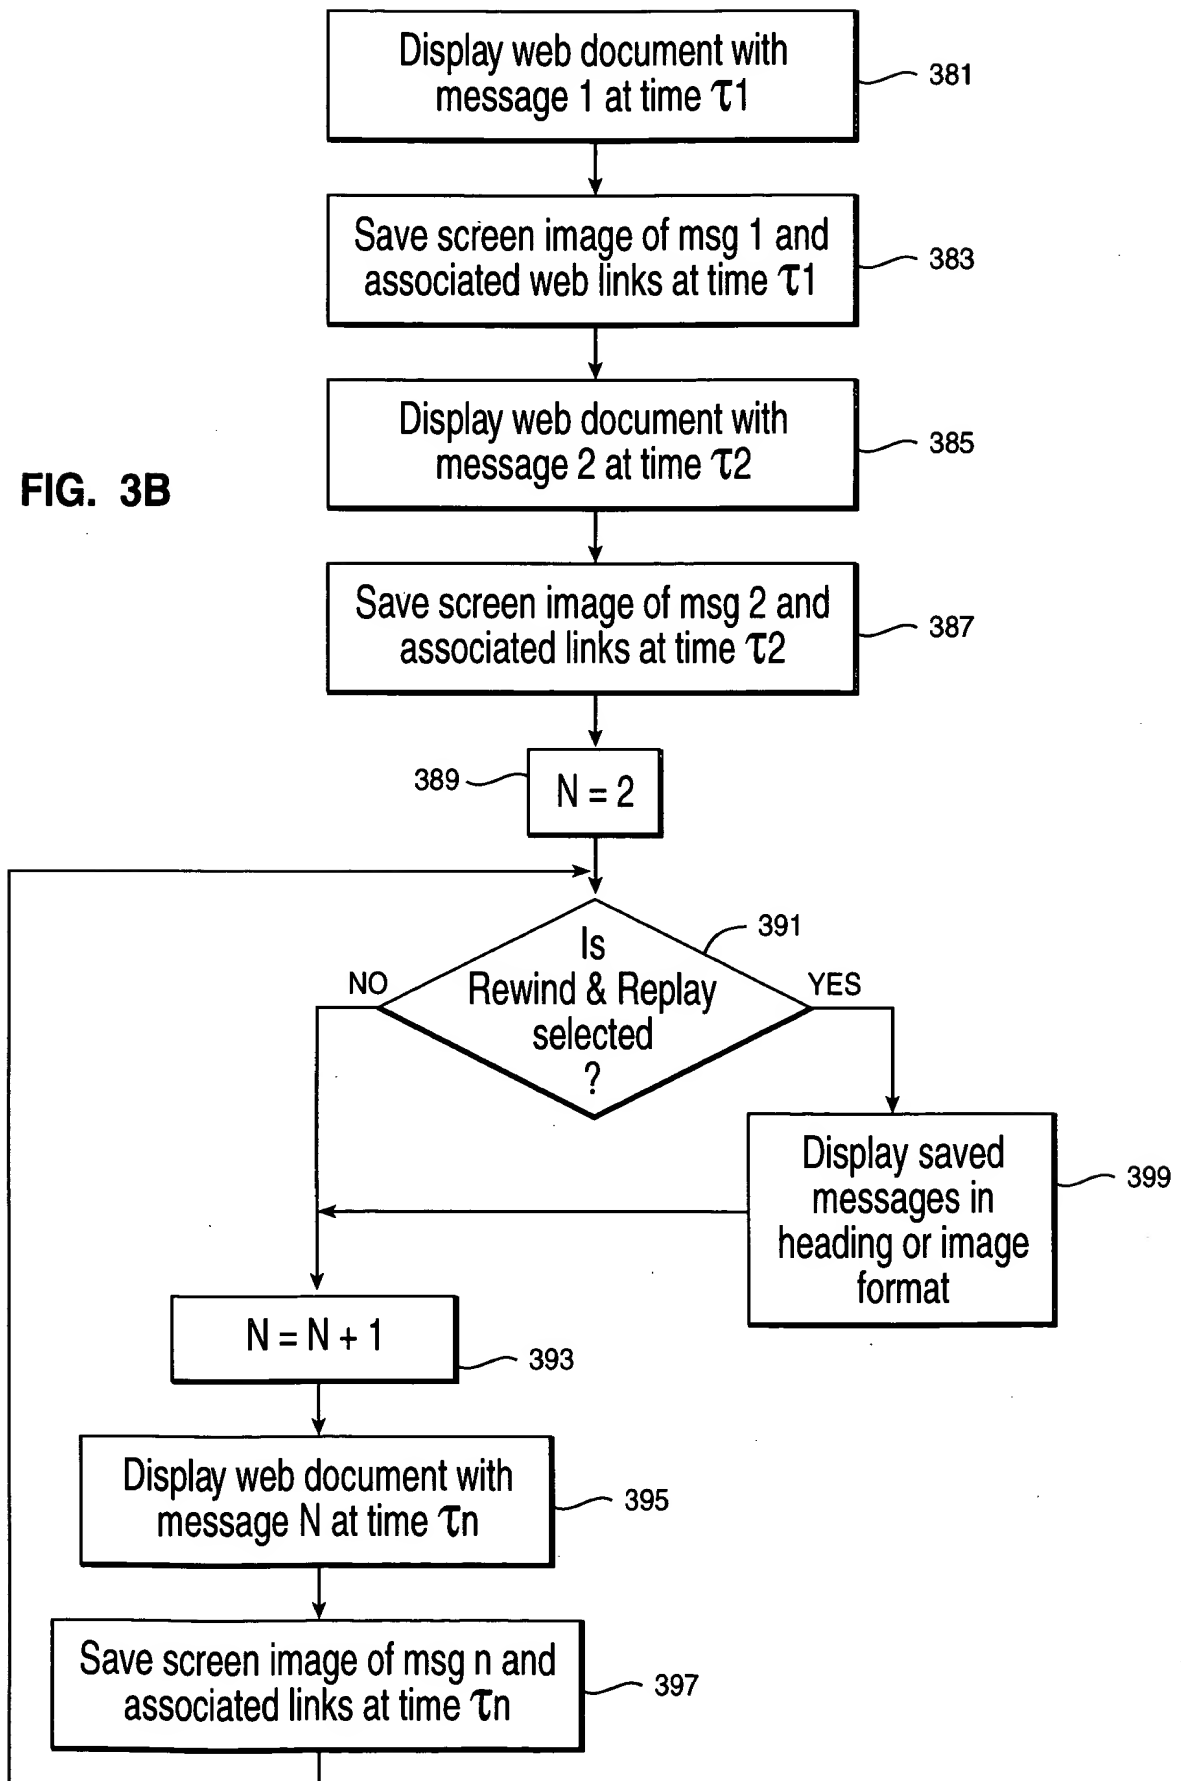 Display web document with
message 1 at time τ1
381
Save screen image of msg 1 and
associated web links at time τ1
383
Display web document with
message 2 at time τ2
385
FIG. 3B
Save screen image of msg 2 and
associated links at time τ2
387
389
N = 2
391
Is
Rewind & Replay
selected
?
NO
YES
Display saved
messages in
heading or image
format
399
N = N + 1
393
Display web document with
message N at time τn
395
Save screen image of msg n and
associated links at time τn
397